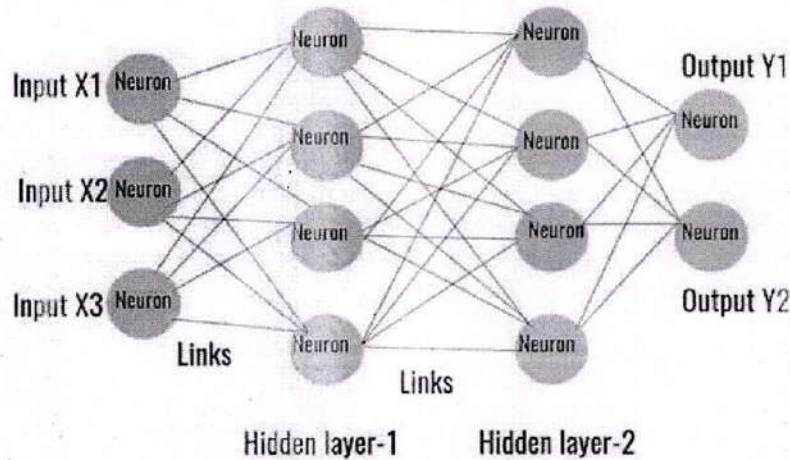 Neuron Neuron
Output Y1
Input X1 Neuron
Neuron
Neuron Neuron
Input X2 Neuron
Neuron Neuron Neuron
Input X3 Neuron
Output Y2
Neuron Neuron
Links
Links
Hidden layer-1 Hidden layer-2